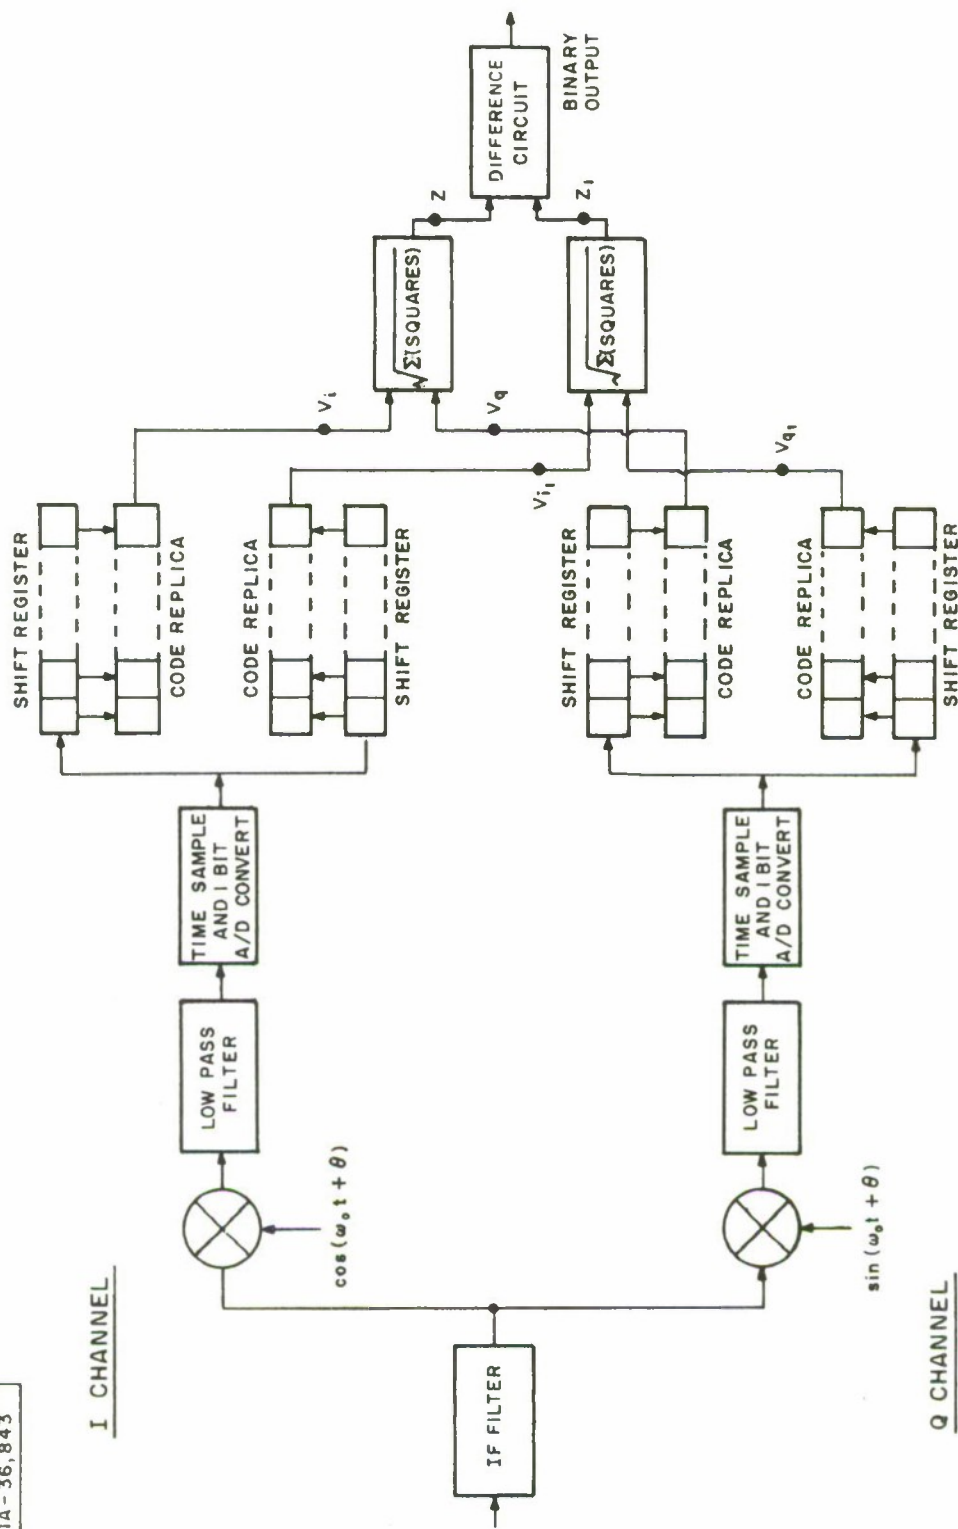 IA-36,843
I CHANNEL
Q CHANNEL
IF FILTER
cos(ω₀t + θ)
LOW PASS
FILTER
TIME SAMPLE
AND 1 BIT
A/D CONVERT
SHIFT REGISTER
CODE REPLICA
CODE REPLICA
SHIFT REGISTER
sin(ω₀t + θ)
LOW PASS
FILTER
TIME SAMPLE
AND 1 BIT
A/D CONVERT
SHIFT REGISTER
CODE REPLICA
CODE REPLICA
SHIFT REGISTER
Vi
Vi₁
Vq
Vq₁
√Σ(SQUARES)
√Σ(SQUARES)
Z
Z₁
DIFFERENCE
CIRCUIT
BINARY
OUTPUT